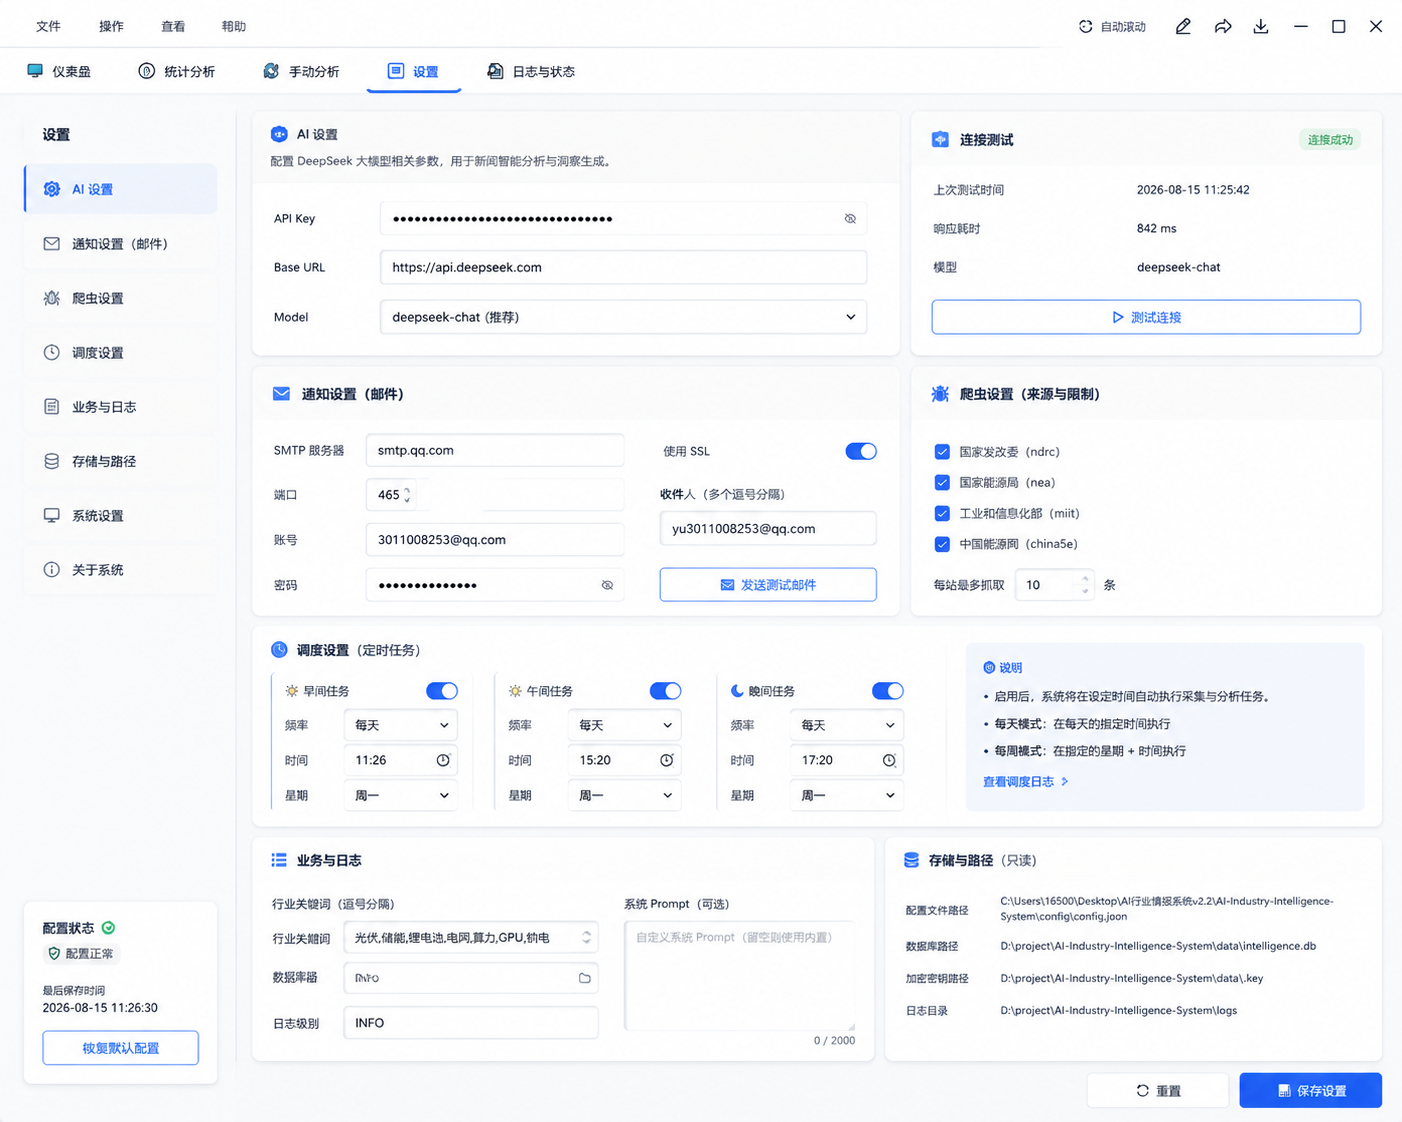 文件 操作 查看 帮助 自动滚动
仪表盘 统计分析 手动分析 设置 日志与状态
设置
AI 设置
通知设置（邮件）
爬虫设置
调度设置
业务与日志
存储与路径
系统设置
关于系统
配置状态
配置正常
最后保存时间
2026-08-15 11:26:30
恢复默认配置
AI 设置
配置 DeepSeek 大模型相关参数，用于新闻智能分析与洞察生成。
API Key ••••••••••••••••••••••••••••••••
Base URL https://api.deepseek.com
Model deepseek-chat (推荐)
连接测试 连接成功
上次测试时间 2026-08-15 11:25:42
响应耗时 842 ms
模型 deepseek-chat
测试连接
通知设置（邮件）
SMTP 服务器 smtp.qq.com
端口 465
账号 3011008253@qq.com
密码 ••••••••••••••
使用 SSL
收件人（多个逗号分隔）
yu3011008253@qq.com
发送测试邮件
爬虫设置（来源与限制）
国家发改委（ndrc）
国家能源局（nea）
工业和信息化部（miit）
中国能源网（china5e）
每站最多抓取 10 条
调度设置（定时任务）
早间任务
频率 每天
时间 11:26
星期 周一
午间任务
频率 每天
时间 15:20
星期 周一
晚间任务
频率 每天
时间 17:20
星期 周一
说明
• 启用后，系统将在设定时间自动执行采集与分析任务。
• 每天模式：在每天的指定时间执行
• 每周模式：在指定的星期 + 时间执行
查看调度日志 >
业务与日志
行业关键词（逗号分隔）
行业关键词 光伏,储能,锂电池,电网,算力,GPU,钠电
数据库器
日志级别 INFO
系统 Prompt（可选）
自定义系统 Prompt（留空则使用内置）
0 / 2000
存储与路径（只读）
配置文件路径 C:\Users\16500\Desktop\AI行业情报系统v2.2\AI-Industry-Intelligence-
System\config\config.joon
数据库路径 D:\project\AI-Industry-Intelligence-System\data\intelligence.db
加密密钥路径 D:\project\AI-Industry-Intelligence-System\data\.key
日志目录 D:\project\AI-Industry-Intelligence-System\logs
重置 保存设置